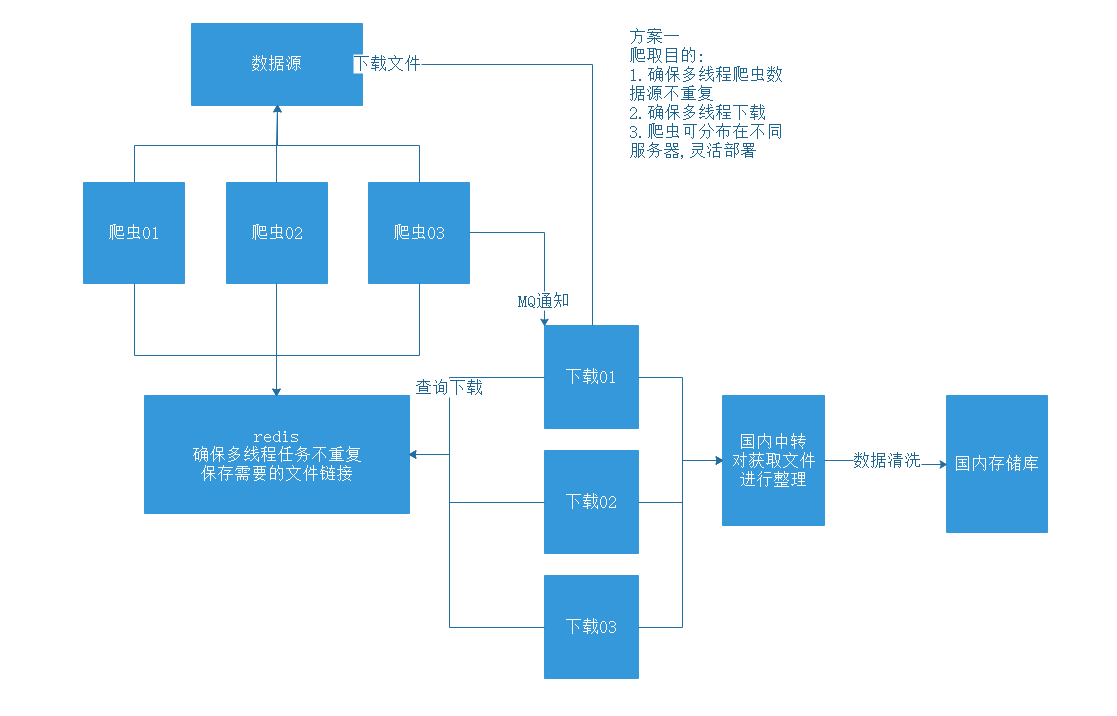 数据源
下载文件
方案一
爬取目的:
1.确保多线程爬虫数
据源不重复
2.确保多线程下载
3.爬虫可分布在不同
服务器,灵活部署
爬虫01
爬虫02
爬虫03
MQ通知
下载01
查询下载
redis
确保多线程任务不重复
保存需要的文件链接
国内中转
对获取文件
进行整理
数据清洗
国内存储库
下载02
下载03